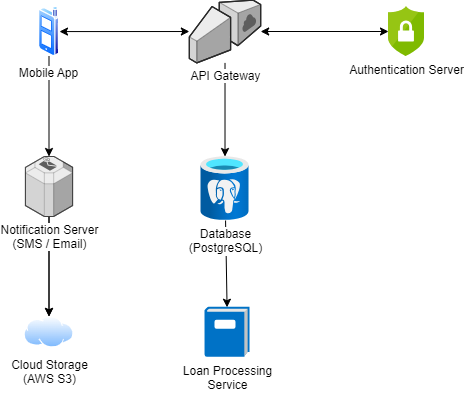 Mobile App
API Gateway
Authentication Server
Notification Server
(SMS / Email)
Database
(PostgreSQL)
Cloud Storage
(AWS S3)
Loan Processing
Service